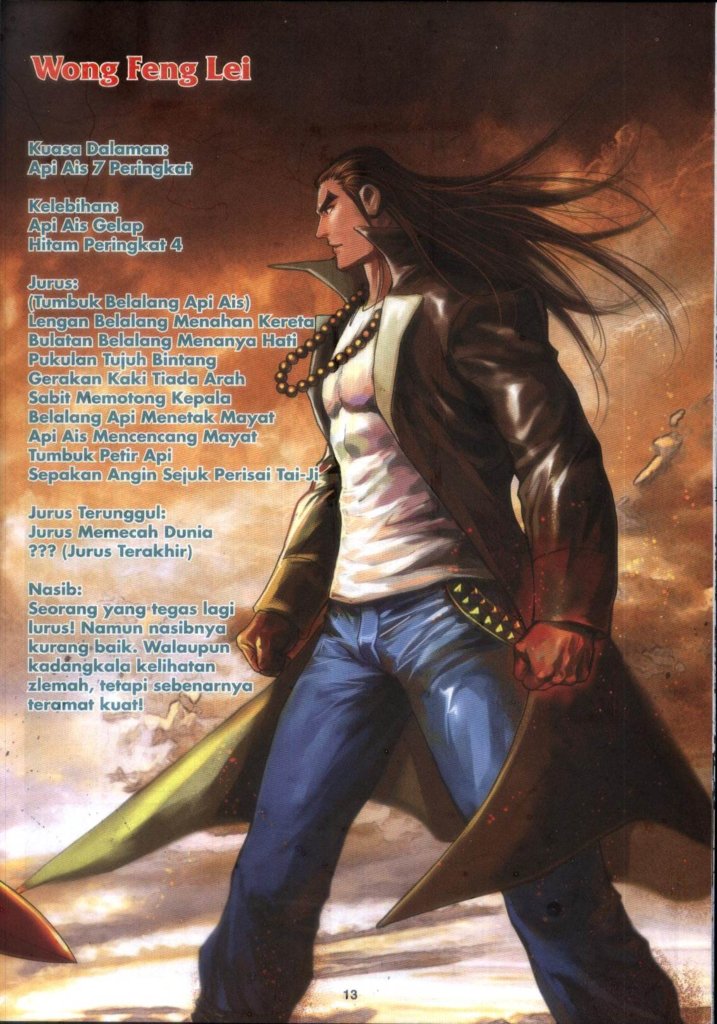 Wong Feng Lei
Kuasa Dalaman:
Api Ais 7 Peringkat
Kelebihan:
Api Ais Gelap
Hitam Peringkat 4
Jurus:
(Tumbuk Belalang Api Ais)
Lengan Belalang Menahan Kereta
Bulatan Belalang Menanya Hati
Pukulan Tujuh Bintang
Gerakan Kaki Tiada Arah
Sabit Memotong Kepala
Belalang Api Menetak Mayat
Api Ais Mencencang Mayat
Tumbuk Petir Api
Sepakan Angin Sejuk Perisai Tai-Ji
Jurus Terunggul:
Jurus Memecah Dunia
??? (Jurus Terakhir)
Nasib:
Seorang yang tegas lagi
lurus! Namun nasibnya
kurang baik. Walaupun
kadangkala kelihatan
zlemah, tetapi sebenarnya
teramat kuat!
13